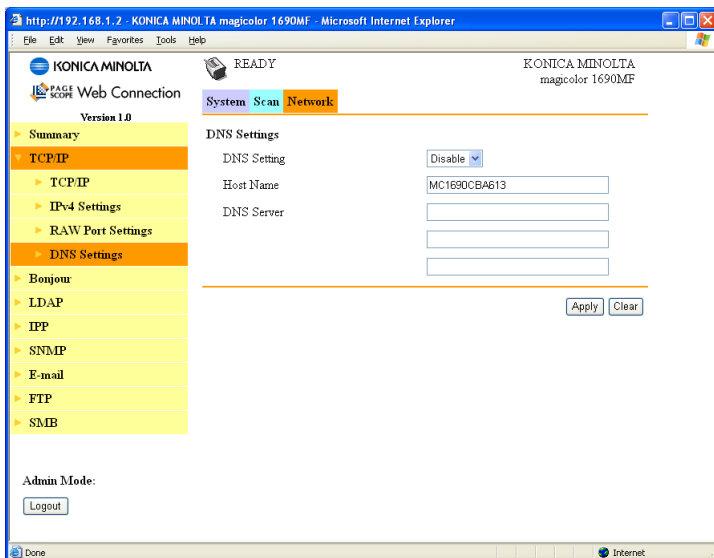 http://192.168.1.2 - KONICA MINOLTA magicolor 1690MF - Microsoft Internet Explorer
File Edit View Favorites Tools Help
KONICA MINOLTA
PAGE SCOPE Web Connection
Version 1.0
READY
KONICA MINOLTA
magicolor 1690MF
System Scan Network
Summary
TCP/IP
TCP/IP
IPv4 Settings
RAW Port Settings
DNS Settings
Bonjour
LDAP
IPP
SNMP
E-mail
FTP
SMB
Admin Mode:
Logout
DNS Settings
DNS Setting Disable
Host Name MC1690CBA613
DNS Server
Apply Clear
Done Internet